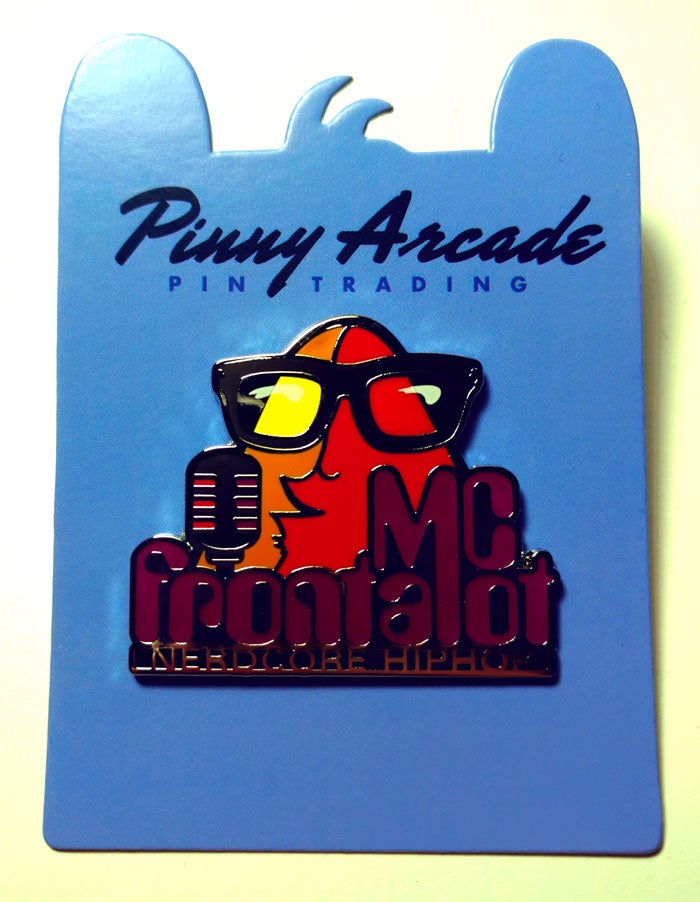 Pinny Arcade
PIN TRADING
MC
frontalot
NERDCORE HIPHOP